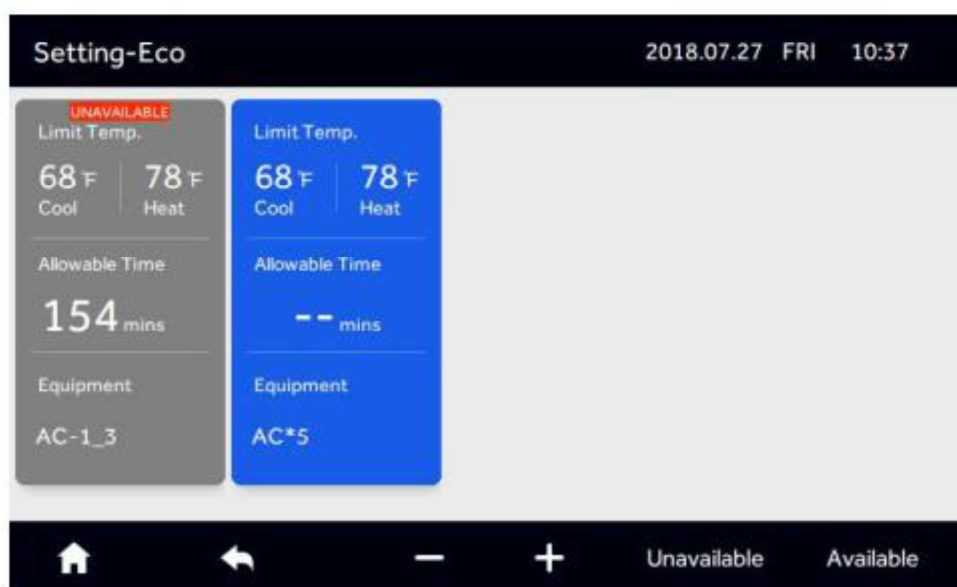 Setting-Eco 2018.07.27 FRI 10:37
UNAVAILABLE
Limit Temp.
68 °F 78 °F
Cool Heat
Allowable Time
154 mins
Equipment
AC-1_3
Limit Temp.
68 °F 78 °F
Cool Heat
Allowable Time
-- mins
Equipment
AC*5
Unavailable Available